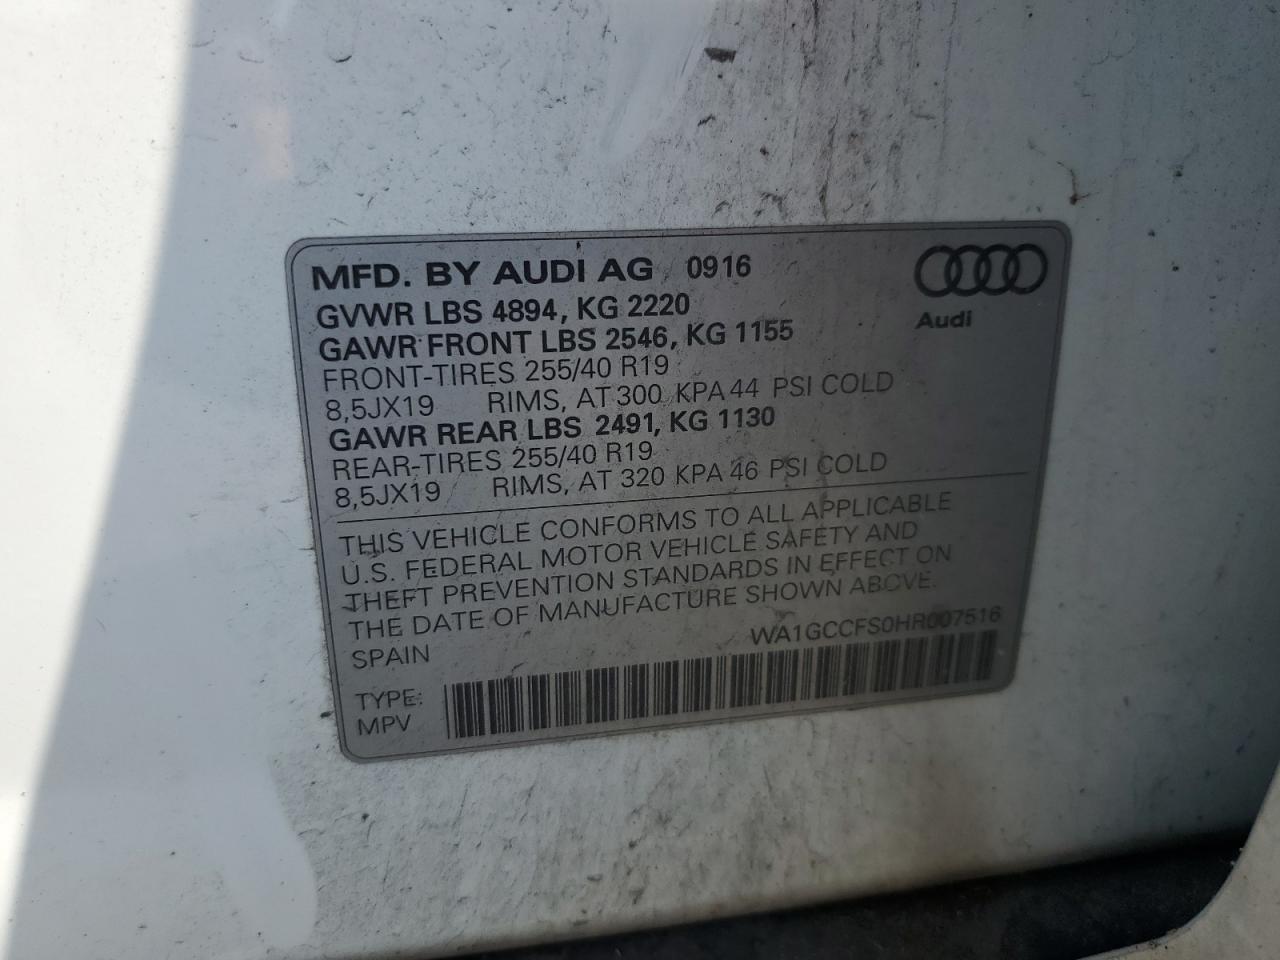 MFD. BY AUDI AG 0916
Audi
GVWR LBS 4894, KG 2220
GAWR FRONT LBS 2546, KG 1155
FRONT-TIRES 255/40 R19
8,5JX19 RIMS, AT 300 KPA 44 PSI COLD
GAWR REAR LBS 2491, KG 1130
REAR-TIRES 255/40 R19
8,5JX19 RIMS, AT 320 KPA 46 PSI COLD
THIS VEHICLE CONFORMS TO ALL APPLICABLE
U.S. FEDERAL MOTOR VEHICLE SAFETY AND
THEFT PREVENTION STANDARDS IN EFFECT ON
THE DATE OF MANUFACTURE SHOWN ABOVE.
SPAIN WA1GCCFS0HR007516
TYPE:
MPV